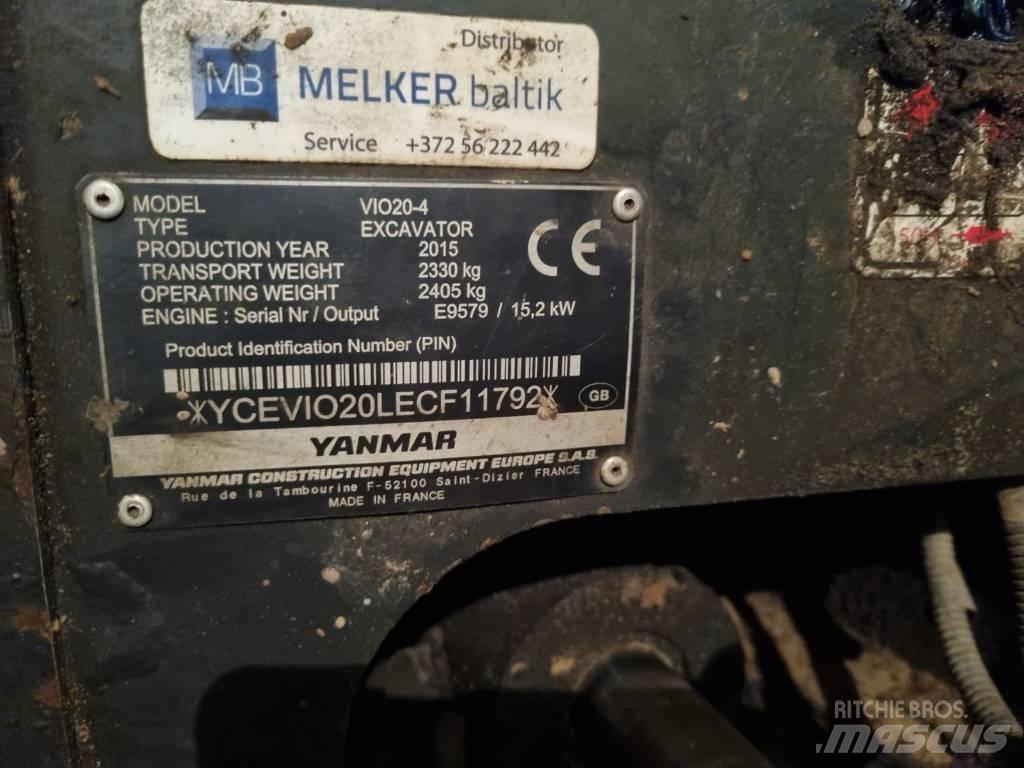 Distributor
MB MELKER baltik
Service +372 56 222 442
MODEL VIO20-4
TYPE EXCAVATOR
PRODUCTION YEAR 2015
TRANSPORT WEIGHT 2330 kg
OPERATING WEIGHT 2405 kg
ENGINE : Serial Nr / Output E9579 / 15,2 kW
CE
Product Identification Number (PIN)
*YCEVIO20LECF11792*
GB
YANMAR
YANMAR CONSTRUCTION EQUIPMENT EUROPE S.A.S.
Rue de la Tambourine F-52100 Saint-Dizier FRANCE
MADE IN FRANCE
RITCHIE BROS.
MASCUS